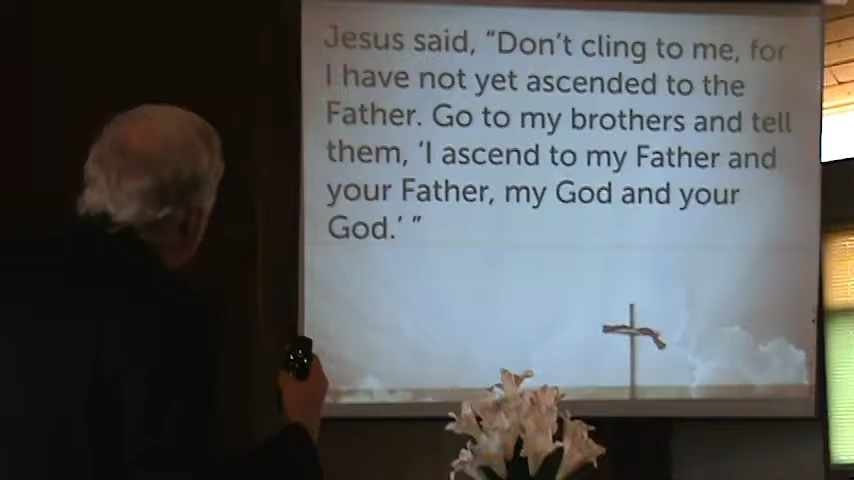 Jesus said, “Don’t cling to me, for
I have not yet ascended to the
Father. Go to my brothers and tell
them, ‘I ascend to my Father and
your Father, my God and your
God.’ ”